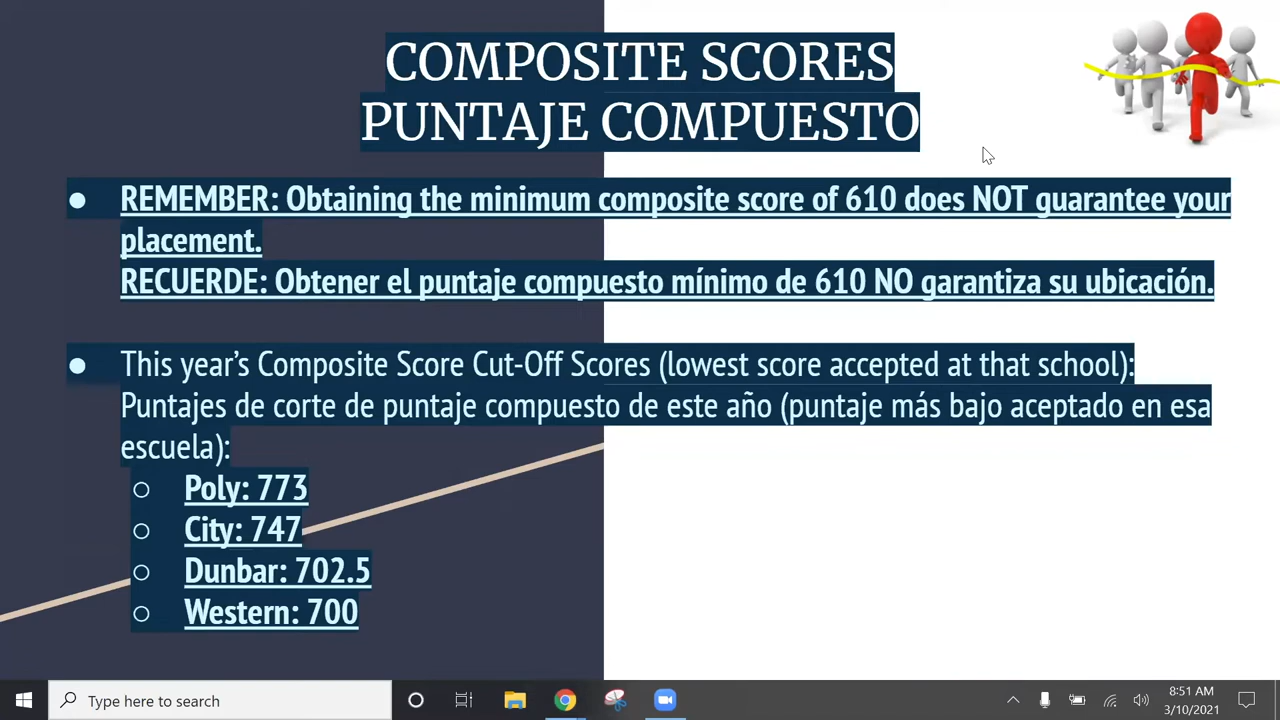 COMPOSITE SCORES
PUNTAJE COMPUESTO
● REMEMBER: Obtaining the minimum composite score of 610 does NOT guarantee your
placement.
RECUERDE: Obtener el puntaje compuesto mínimo de 610 NO garantiza su ubicación.
● This year’s Composite Score Cut-Off Scores (lowest score accepted at that school):
Puntajes de corte de puntaje compuesto de este año (puntaje más bajo aceptado en esa
escuela):
○ Poly: 773
○ City: 747
○ Dunbar: 702.5
○ Western: 700
Type here to search
8:51 AM
3/10/2021